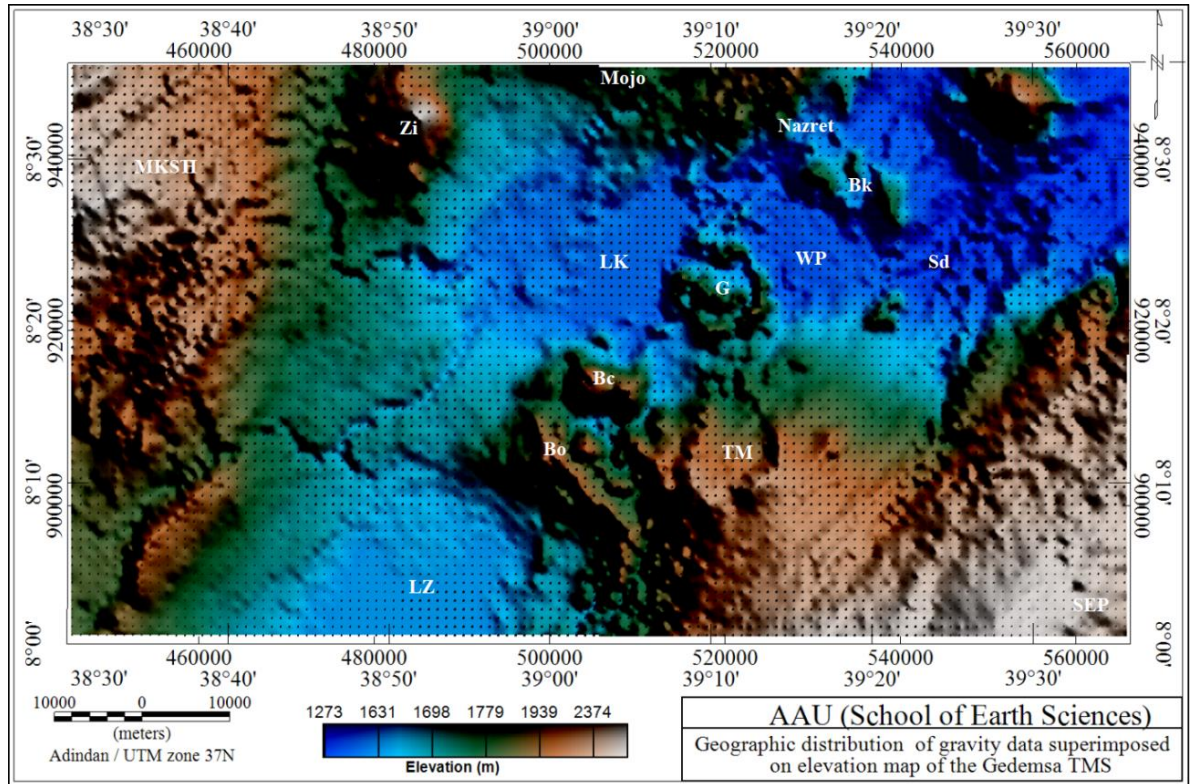 38°30' 38°40' 38°50' 39°00' 39°10' 39°20' 39°30'
460000 480000 500000 520000 540000 560000
N
Mojo
Zi
Nazret
8°30' 940000
940000 8°30'
MKSH
Bk
LK
WP
Sd
G
8°20' 920000
920000 8°20'
Bc
Bo
TM
8°10' 900000
900000 8°10'
LZ
SEP
8°00'
8°00'
460000 480000 500000 520000 540000 560000
38°30' 38°40' 38°50' 39°00' 39°10' 39°20' 39°30'
10000 0 10000
(meters)
Adindan / UTM zone 37N
1273 1631 1698 1779 1939 2374
Elevation (m)
AAU (School of Earth Sciences)
Geographic distribution of gravity data superimposed
on elevation map of the Gedemsa TMS